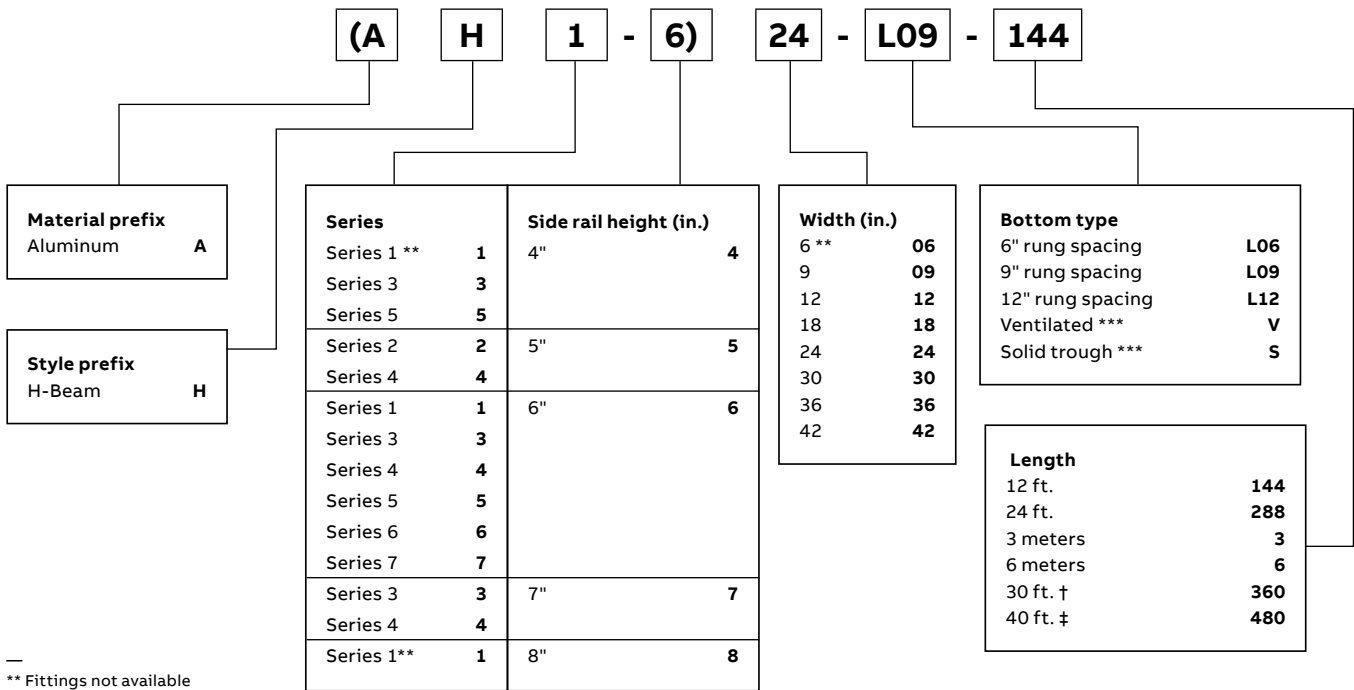 (A H 1 - 6) 24 - L09 - 144
Material prefix
Aluminum A
Style prefix
H-Beam H
Series Side rail height (in.)
Series 1 ** 1 4" 4
Series 3 3
Series 5 5
Series 2 2 5" 5
Series 4 4
Series 1 1 6" 6
Series 3 3
Series 4 4
Series 5 5
Series 6 6
Series 7 7
Series 3 3 7" 7
Series 4 4
Series 1** 1 8" 8
Width (in.)
6 ** 06
9 09
12 12
18 18
24 24
30 30
36 36
42 42
Bottom type
6" rung spacing L06
9" rung spacing L09
12" rung spacing L12
Ventilated *** V
Solid trough *** S
Length
12 ft. 144
24 ft. 288
3 meters 3
6 meters 6
30 ft. † 360
40 ft. ‡ 480
—
** Fittings not available